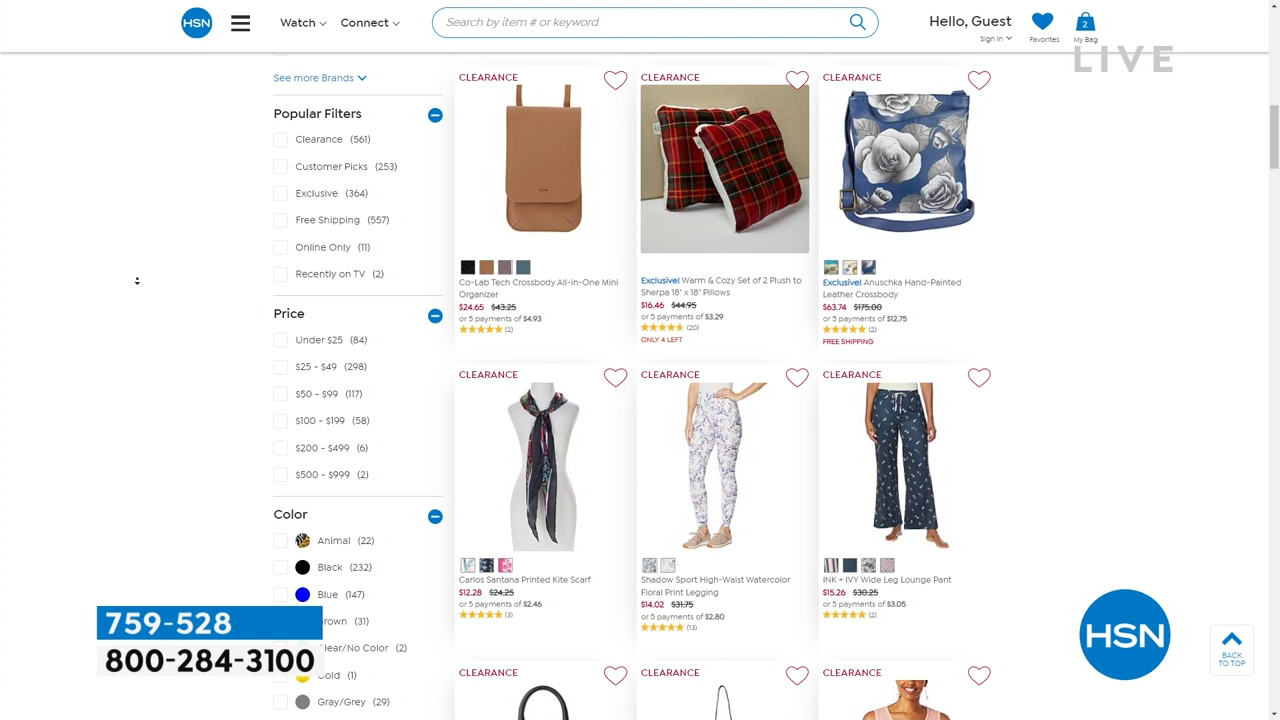 HSN
Watch
Connect
Search by item # or keyword
Hello, Guest
Sign In
Favorites
2
My Bag
LIVE
See more Brands
Popular Filters
Clearance (561)
Customer Picks (253)
Exclusive (364)
Free Shipping (557)
Online Only (11)
Recently on TV (2)
Price
Under $25 (84)
$25 - $49 (298)
$50 - $99 (117)
$100 - $199 (58)
$200 - $499 (6)
$500 - $999 (2)
Color
Animal (22)
Black (232)
Blue (147)
rown (31)
lear/No Color (2)
Gold (1)
Gray/Grey (29)
CLEARANCE
Co-Lab Tech Crossbody All-in-One Mini
Organizer
$24.65 $43.25
or 5 payments of $4.93
(2)
CLEARANCE
Exclusive! Warm & Cozy Set of 2 Plush to
Sherpa 18" x 18" Pillows
$16.46 $44.95
or 5 payments of $3.29
(20)
ONLY 4 LEFT
CLEARANCE
Exclusive! Anuschka Hand-Painted
Leather Crossbody
$63.74 $175.00
or 5 payments of $12.75
(2)
FREE SHIPPING
CLEARANCE
Carlos Santana Printed Kite Scarf
$12.28 $24.25
or 5 payments of $2.46
(3)
CLEARANCE
Shadow Sport High-Waist Watercolor
Floral Print Legging
$14.02 $31.75
or 5 payments of $2.80
(13)
CLEARANCE
INK + IVY Wide Leg Lounge Pant
$15.26 $30.25
or 5 payments of $3.05
(2)
CLEARANCE
CLEARANCE
CLEARANCE
759-528
800-284-3100
HSN
BACK
TO TOP